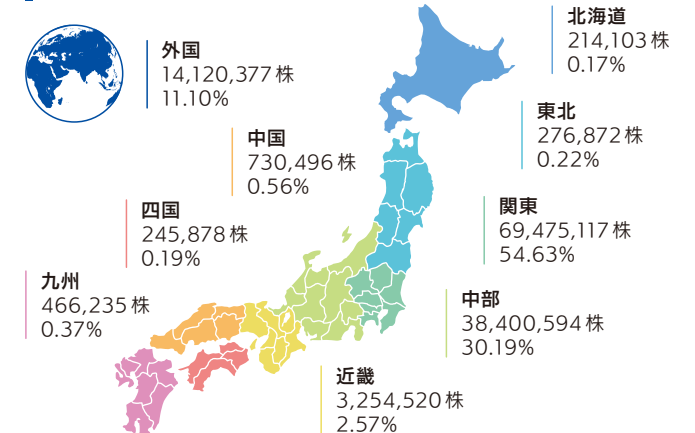 外国
14,120,377 株
11.10%
北海道
214,103 株
0.17%
東北
276,872 株
0.22%
中国
730,496 株
0.56%
四国
245,878 株
0.19%
関東
69,475,117 株
54.63%
九州
466,235 株
0.37%
中部
38,400,594 株
30.19%
近畿
3,254,520 株
2.57%